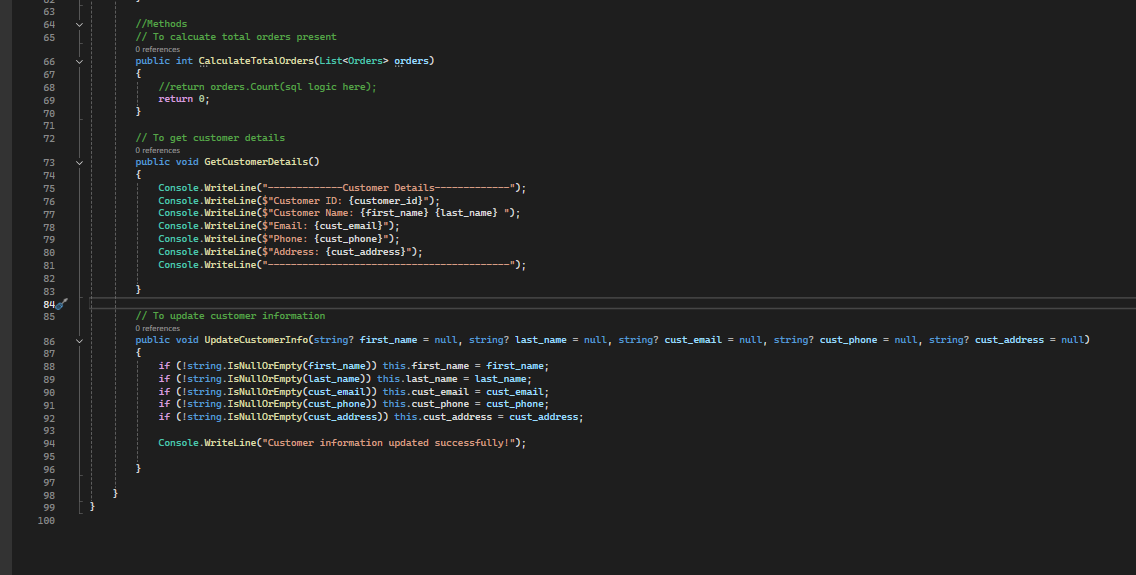 63
64 //Methods
65 // To calcuate total orders present
0 references
66 public int CalculateTotalOrders(List<Orders> orders)
67 {
68 //return orders.Count(sql logic here);
69 return 0;
70 }
71
72 // To get customer details
0 references
73 public void GetCustomerDetails()
74 {
75 Console.WriteLine("-------------Customer Details-------------");
76 Console.WriteLine($"Customer ID: {customer_id}");
77 Console.WriteLine($"Customer Name: {first_name} {last_name} ");
78 Console.WriteLine($"Email: {cust_email}");
79 Console.WriteLine($"Phone: {cust_phone}");
80 Console.WriteLine($"Address: {cust_address}");
81 Console.WriteLine("------------------------------------------");
82
83 }
84
85 // To update customer information
0 references
86 public void UpdateCustomerInfo(string? first_name = null, string? last_name = null, string? cust_email = null, string? cust_phone = null, string? cust_address = null)
87 {
88 if (!string.IsNullOrEmpty(first_name)) this.first_name = first_name;
89 if (!string.IsNullOrEmpty(last_name)) this.last_name = last_name;
90 if (!string.IsNullOrEmpty(cust_email)) this.cust_email = cust_email;
91 if (!string.IsNullOrEmpty(cust_phone)) this.cust_phone = cust_phone;
92 if (!string.IsNullOrEmpty(cust_address)) this.cust_address = cust_address;
93
94 Console.WriteLine("Customer information updated successfully!");
95
96 }
97
98 }
99 }
100